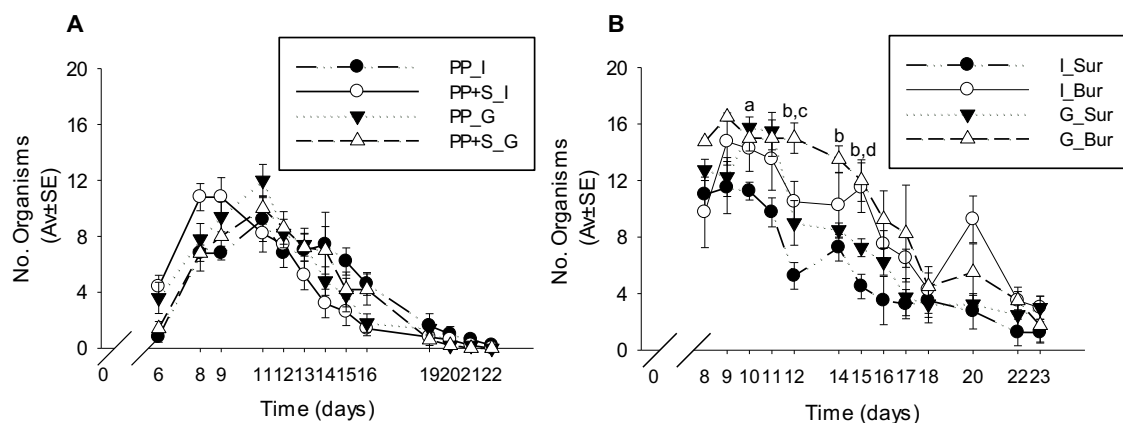 A
PP_I
PP+S_I
PP_G
PP+S_G
20
16
12
8
4
0
No. Organisms
(Av±SE)
0 6 8 9 11 12 13 14 15 16 19 20 21 22
Time (days)
B
I_Sur
I_Bur
G_Sur
G_Bur
a
b,c
b
b,d
20
16
12
8
4
0
No. Organisms
(Av±SE)
0 8 9 10 11 12 14 15 16 17 18 20 22 23
Time (days)